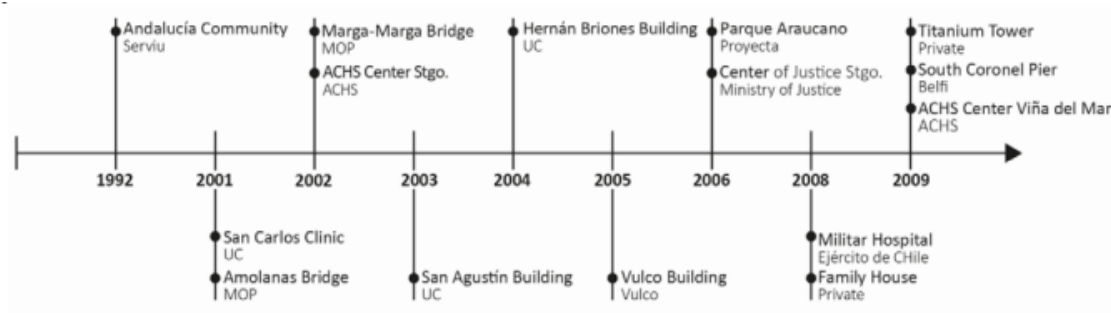 Andalucía Community
Serviu
Marga-Marga Bridge
MOP
ACHS Center Stgo.
ACHS
Hernán Briones Building
UC
Parque Araucano
Proyecta
Center of Justice Stgo.
Ministry of Justice
Titanium Tower
Private
South Coronel Pier
Belfi
ACHS Center Viña del Mar
ACHS
1992 2001 2002 2003 2004 2005 2006 2008 2009
San Carlos Clinic
UC
Amolanas Bridge
MOP
San Agustín Building
UC
Vulco Building
Vulco
Militar Hospital
Ejército de CHile
Family House
Private